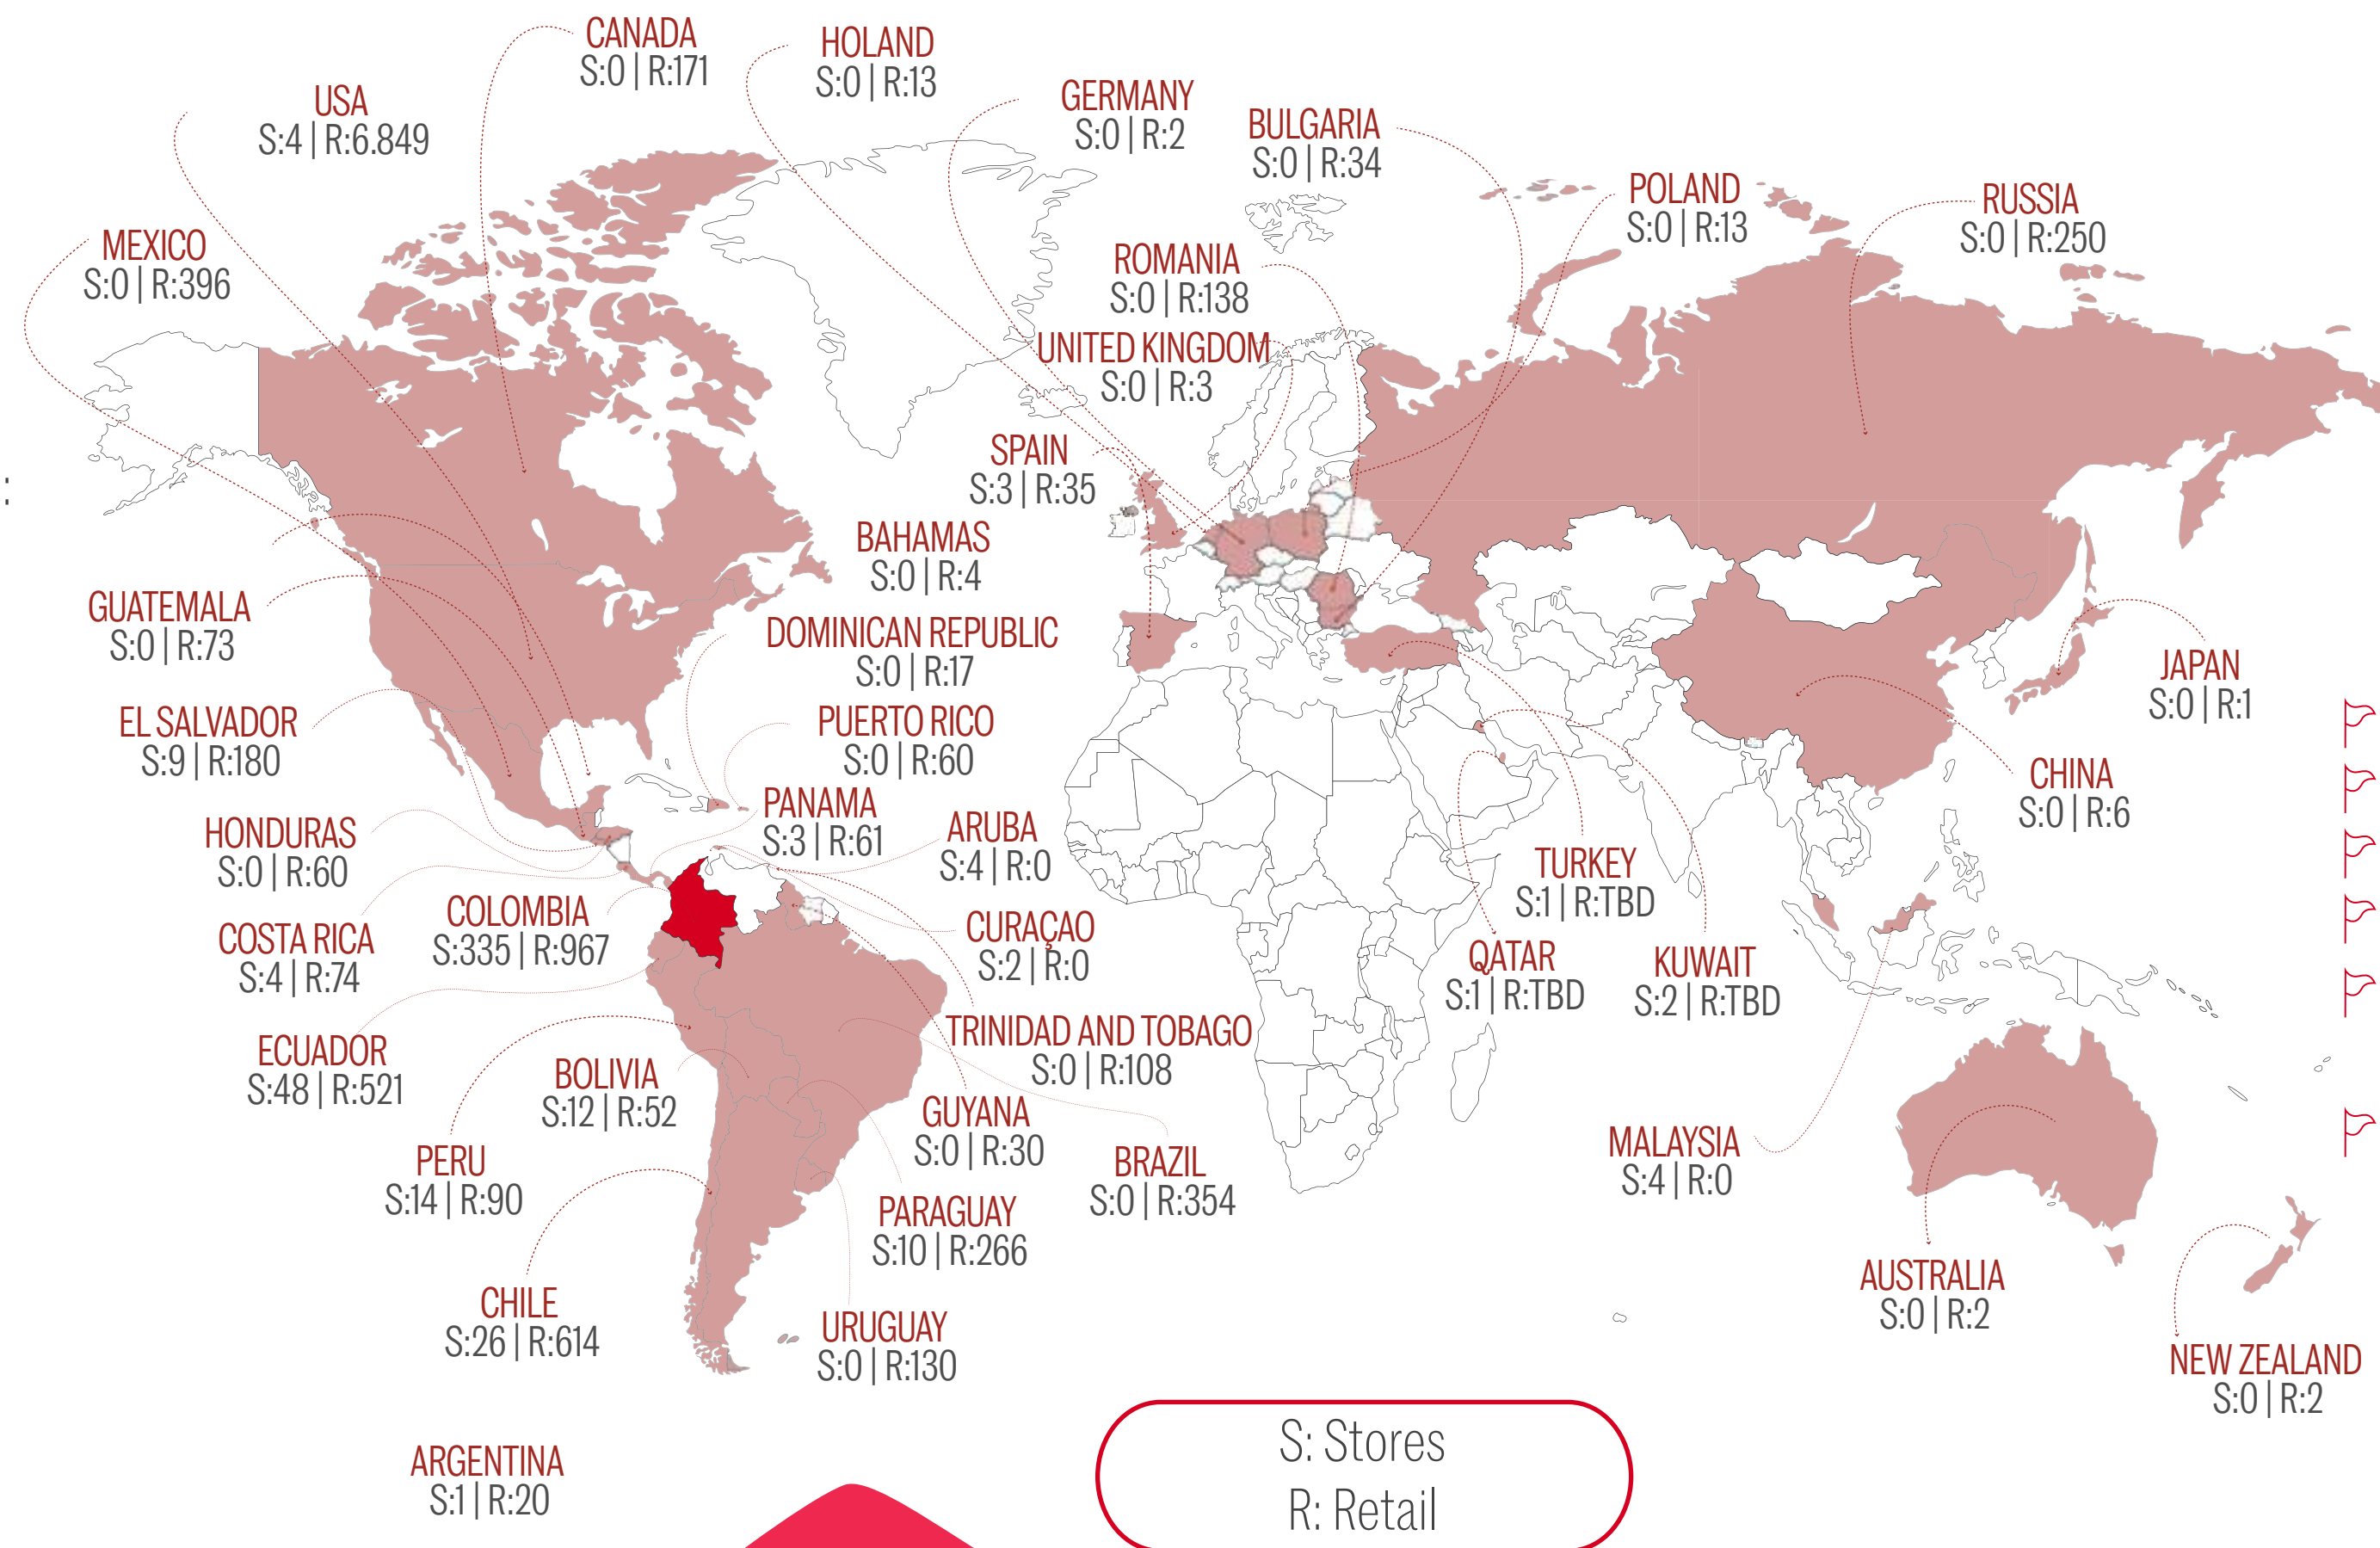 CANADA
S:0 | R:171
HOLAND
S:0 | R:13
USA
S:4 | R:6.849
GERMANY
S:0 | R:2
BULGARIA
S:0 | R:34
POLAND
S:0 | R:13
RUSSIA
S:0 | R:250
MEXICO
S:0 | R:396
ROMANIA
S:0 | R:138
UNITED KINGDOM
S:0 | R:3
SPAIN
S:3 | R:35
:
BAHAMAS
S:0 | R:4
GUATEMALA
S:0 | R:73
DOMINICAN REPUBLIC
S:0 | R:17
JAPAN
S:0 | R:1
EL SALVADOR
S:9 | R:180
PUERTO RICO
S:0 | R:60
CHINA
S:0 | R:6
PANAMA
S:3 | R:61
HONDURAS
S:0 | R:60
ARUBA
S:4 | R:0
TURKEY
S:1 | R:TBD
COLOMBIA
S:335 | R:967
COSTA RICA
S:4 | R:74
CURAÇAO
S:2 | R:0
QATAR
S:1 | R:TBD
KUWAIT
S:2 | R:TBD
TRINIDAD AND TOBAGO
S:0 | R:108
ECUADOR
S:48 | R:521
BOLIVIA
S:12 | R:52
GUYANA
S:0 | R:30
MALAYSIA
S:4 | R:0
PERU
S:14 | R:90
BRAZIL
S:0 | R:354
PARAGUAY
S:10 | R:266
AUSTRALIA
S:0 | R:2
CHILE
S:26 | R:614
URUGUAY
S:0 | R:130
NEW ZEALAND
S:0 | R:2
ARGENTINA
S:1 | R:20
S: Stores
R: Retail